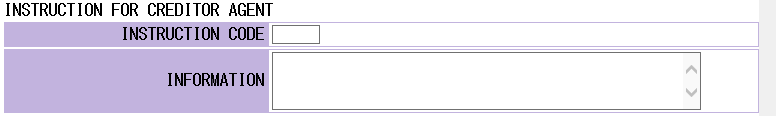 INSTRUCTION FOR CREDITOR AGENT
INSTRUCTION CODE
INFORMATION